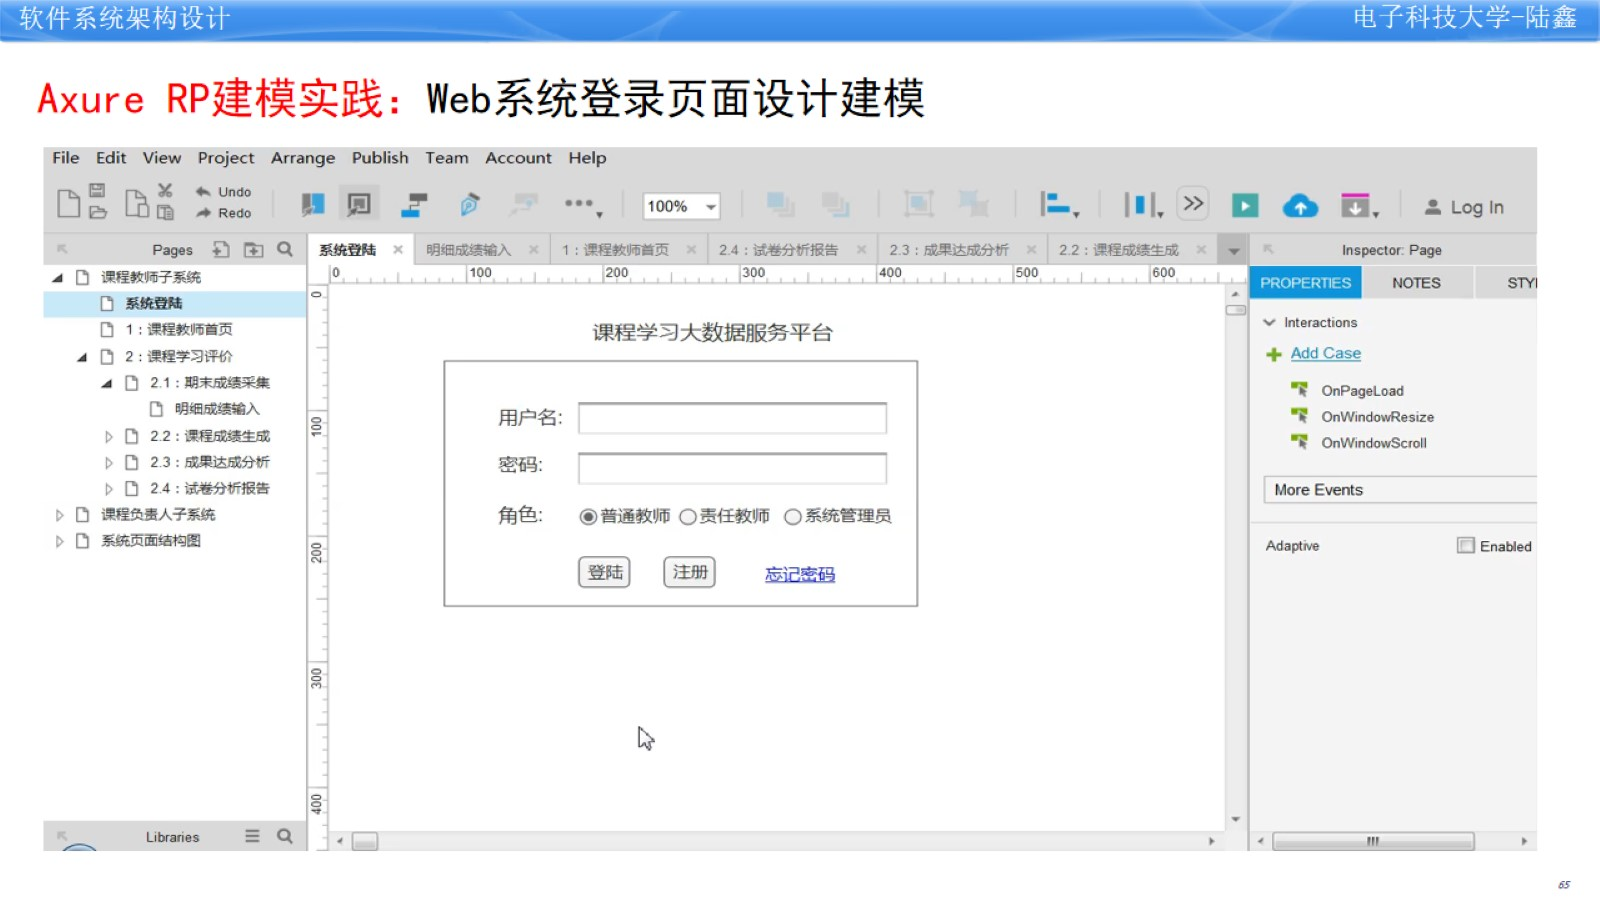 软件系统架构设计
电子科技大学-陆鑫
Axure RP建模实践：Web系统登录页面设计建模
File Edit View Project Arrange Publish Team Account Help
Undo
Redo
100%
Log In
Pages
系统登陆 明细成绩输入 1：课程教师首页 2.4：试卷分析报告 2.3：成果达成分析 2.2：课程成绩生成
Inspector: Page
0 100 200 300 400 500 600
PROPERTIES NOTES STYL
课程教师子系统
系统登陆
1：课程教师首页
2：课程学习评价
2.1：期末成绩采集
明细成绩输入
2.2：课程成绩生成
2.3：成果达成分析
2.4：试卷分析报告
课程负责人子系统
系统页面结构图
Libraries
0
100
200
300
400
课程学习大数据服务平台
用户名:
密码:
角色: 普通教师 责任教师 系统管理员
登陆 注册 忘记密码
Interactions
Add Case
OnPageLoad
OnWindowResize
OnWindowScroll
More Events
Adaptive Enabled
65